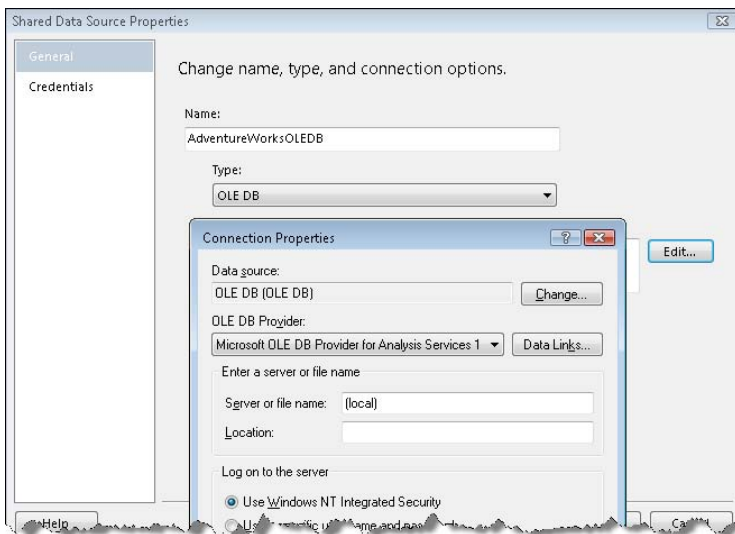 Shared Data Source Properties
General
Credentials
Change name, type, and connection options.
Name:
AdventureWorksOLEDB
Type:
OLE DB
Connection Properties
Edit...
Data source:
OLE DB (OLE DB)
Change...
OLE DB Provider:
Microsoft OLE DB Provider for Analysis Services 1
Data Links...
Enter a server or file name
Server or file name:
(local)
Location:
Log on to the server
Use Windows NT Integrated Security
Help